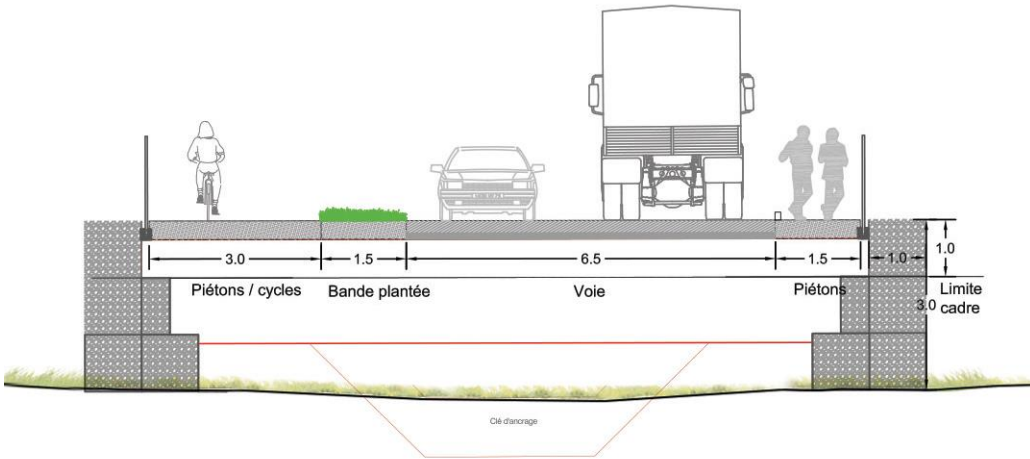 3.0
1.5
6.5
1.5
1.0
1.0
Piétons / cycles
Bande plantée
Voie
Piétons
3.0
Limite
cadre
Clé d'ancrage